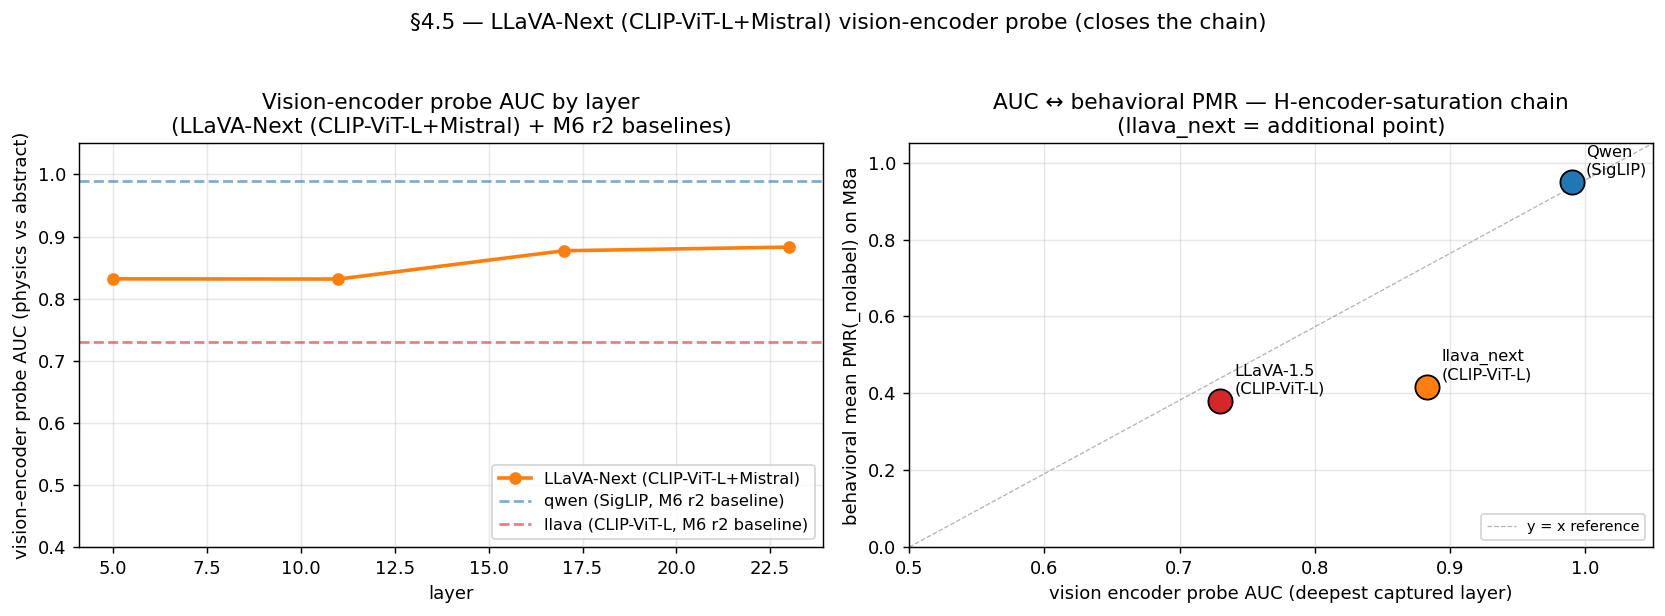 §4.5 — LLaVA-Next (CLIP-ViT-L+Mistral) vision-encoder probe (closes the chain)
Vision-encoder probe AUC by layer
(LLaVA-Next (CLIP-ViT-L+Mistral) + M6 r2 baselines)
vision-encoder probe AUC (physics vs abstract)
1.0
0.9
0.8
0.7
0.6
0.5
0.4
LLaVA-Next (CLIP-ViT-L+Mistral)
qwen (SigLIP, M6 r2 baseline)
llava (CLIP-ViT-L, M6 r2 baseline)
5.0 7.5 10.0 12.5 15.0 17.5 20.0 22.5
layer
AUC ↔ behavioral PMR — H-encoder-saturation chain
(llava_next = additional point)
behavioral mean PMR(_nolabel) on M8a
1.0
0.8
0.6
0.4
0.2
0.0
Qwen
(SigLIP)
LLaVA-1.5
(CLIP-ViT-L)
llava_next
(CLIP-ViT-L)
y = x reference
0.5 0.6 0.7 0.8 0.9 1.0
vision encoder probe AUC (deepest captured layer)